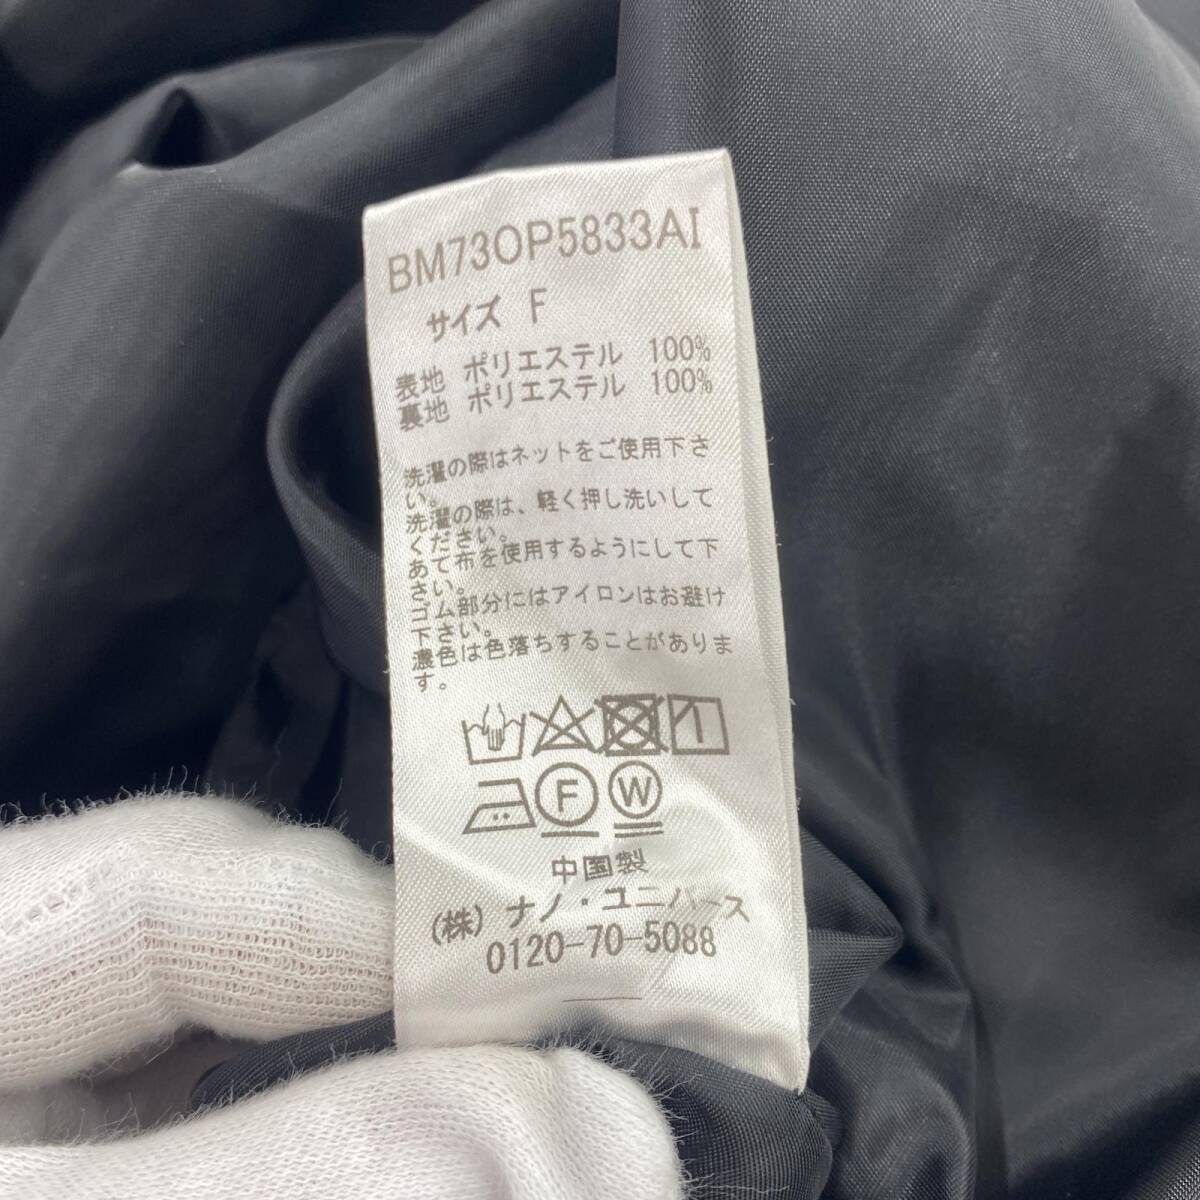 BM73OP5833AI
サイズ F
表地 ポリエステル 100%
裏地 ポリエステル 100%
洗濯の際はネットをご使用下さ
い。
洗濯の際は、軽く押し洗いして
ください。
あて布を使用するようにして下
さい。
ゴム部分にはアイロンはお避け
下さい。
濃色は色落ちすることがありま
す。
F W
中国製
(株) ナノ・ユニバース
0120-70-5088